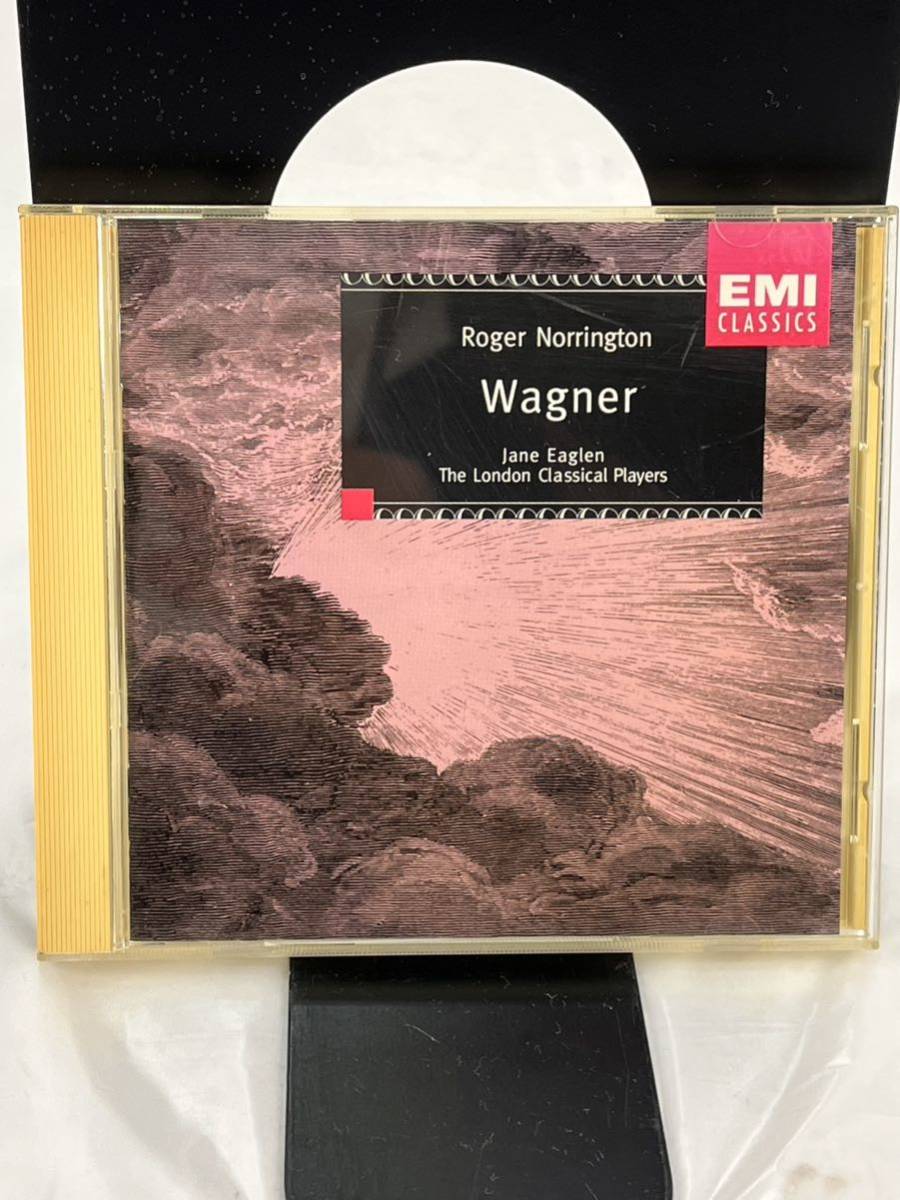 EMI
CLASSICS
Roger Norrington
Wagner
Jane Eaglen
The London Classical Players